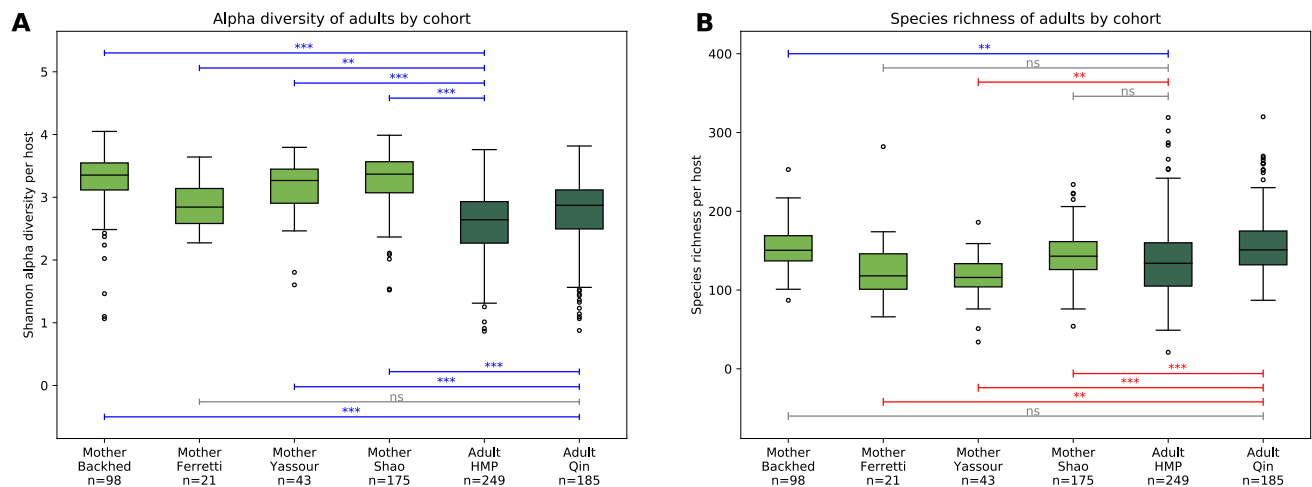 A
Alpha diversity of adults by cohort
Shannon alpha diversity per host
5
4
3
2
1
0
***
**
***
***
***
***
ns
***
Mother
Backhed
n=98
Mother
Ferretti
n=21
Mother
Yassour
n=43
Mother
Shao
n=175
Adult
HMP
n=249
Adult
Qin
n=185
B
Species richness of adults by cohort
Species richness per host
400
300
200
100
0
**
ns
**
ns
***
***
**
ns
Mother
Backhed
n=98
Mother
Ferretti
n=21
Mother
Yassour
n=43
Mother
Shao
n=175
Adult
HMP
n=249
Adult
Qin
n=185